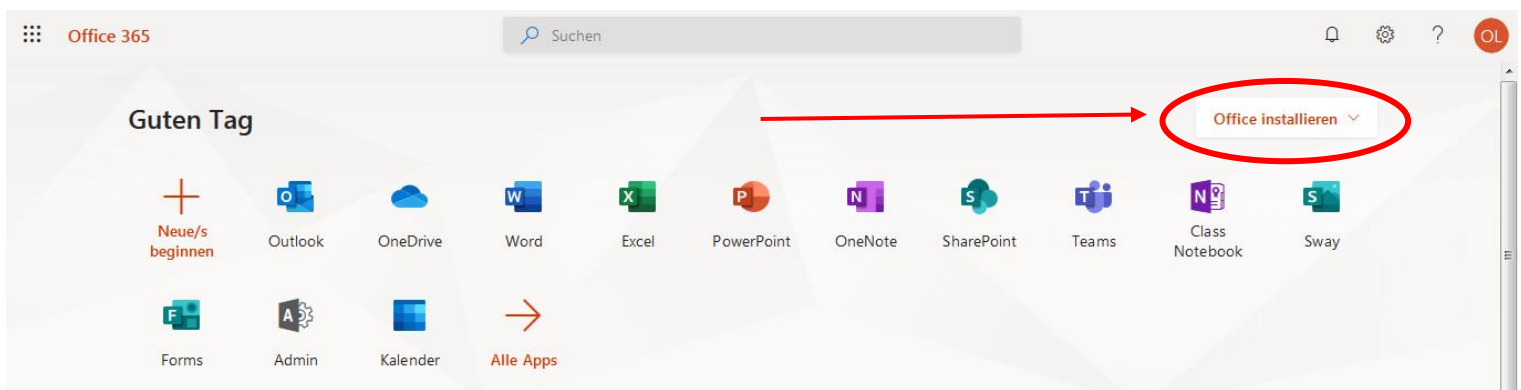 Office 365
Suchen
?
OL
Guten Tag
Office installieren
Neue/s
beginnen
Outlook
OneDrive
Word
Excel
PowerPoint
OneNote
SharePoint
Teams
Class
Notebook
Sway
Forms
Admin
Kalender
Alle Apps